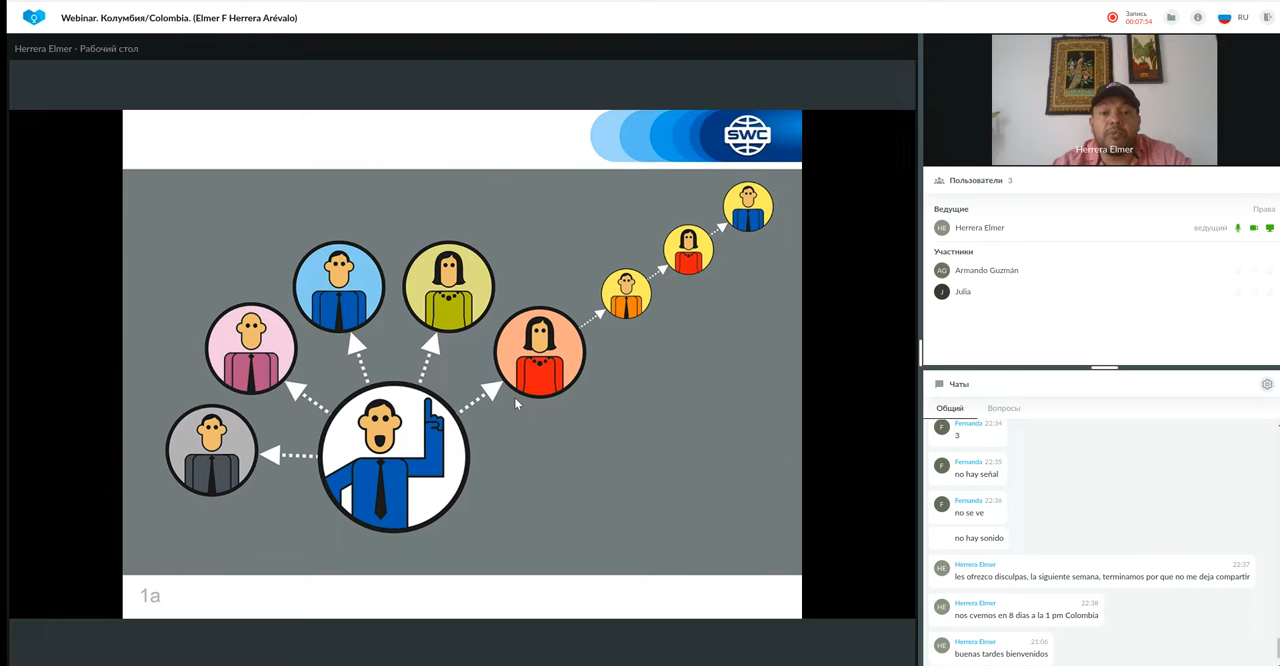 Webinar. Колумбия/Colombia. (Elmer F Herrera Arévalo)
Запись
00:07:54
RU
Herrera Elmer - Рабочий стол
SWC
1a
Herrera Elmer
Пользователи 3
Ведущие Права
HE Herrera Elmer ведущий
Участники
AG Armando Guzmán
J Julia
Чаты
Общий Вопросы
F Fernanda 22:34
3
F Fernanda 22:35
no hay señal
F Fernanda 22:36
no se ve
no hay sonido
HE Herrera Elmer 22:37
les ofrezco disculpas, la siguiente semana, terminamos por que no me deja compartir
HE Herrera Elmer 22:38
nos cvemos en 8 dias a la 1 pm Colombia
HE Herrera Elmer 21:06
buenas tardes bienvenidos